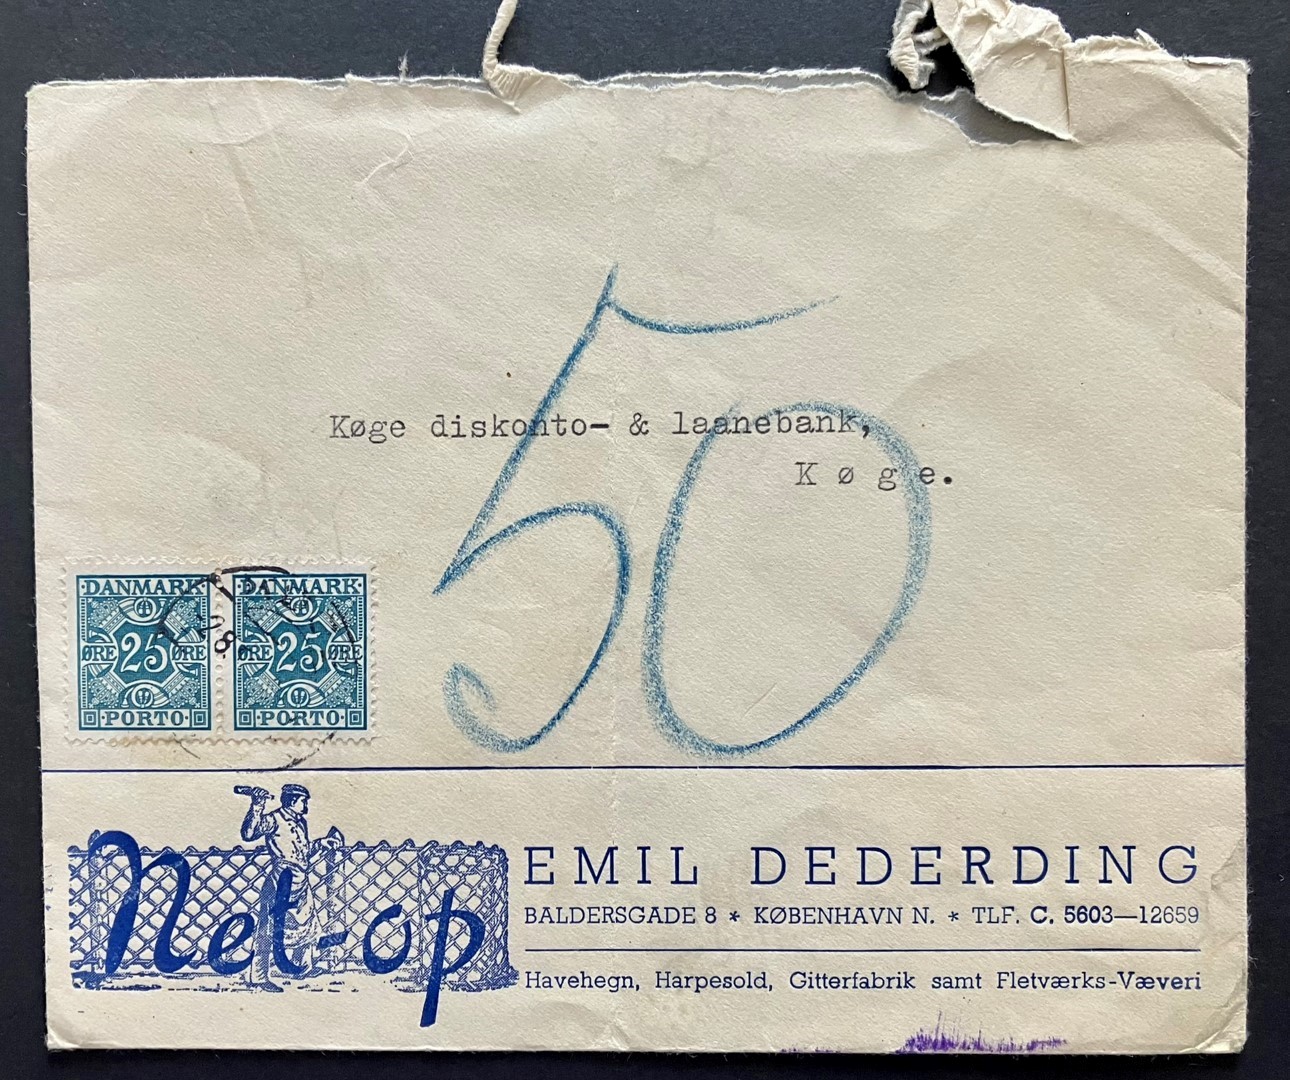 50
Køge diskonto- & laanebank,
K ø g e.
DANMARK DANMARK
ØRE 25 ØRE ØRE 25 ØRE
PORTO PORTO
Net-op
EMIL DEDERDING
BALDERSGADE 8 * KØBENHAVN N. * TLF. C. 5603—12659
Havehegn, Harpesold, Gitterfabrik samt Fletværks-Væveri